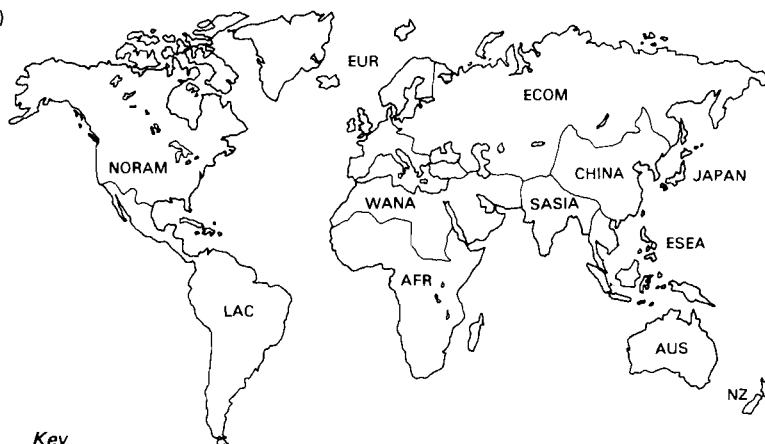 )
EUR
ECOM
NORAM
CHINA
JAPAN
WANA
SASIA
ESEA
AFR
LAC
AUS
NZ
Key